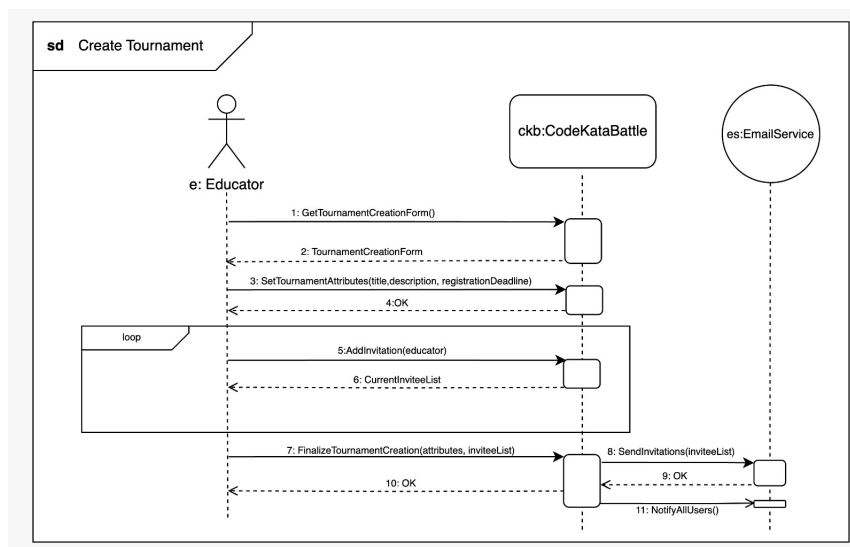 sd Create Tournament
ckb:CodeKataBattle
es:EmailService
e: Educator
1: GetTournamentCreationForm()
2: TournamentCreationForm
3: SetTournamentAttributes(title,description, registrationDeadline)
4:OK
loop
5:AddInvitation(educator)
6: CurrentInviteeList
7: FinalizeTournamentCreation(attributes, inviteeList)
8: SendInvitations(inviteeList)
9: OK
10: OK
11: NotifyAllUsers()